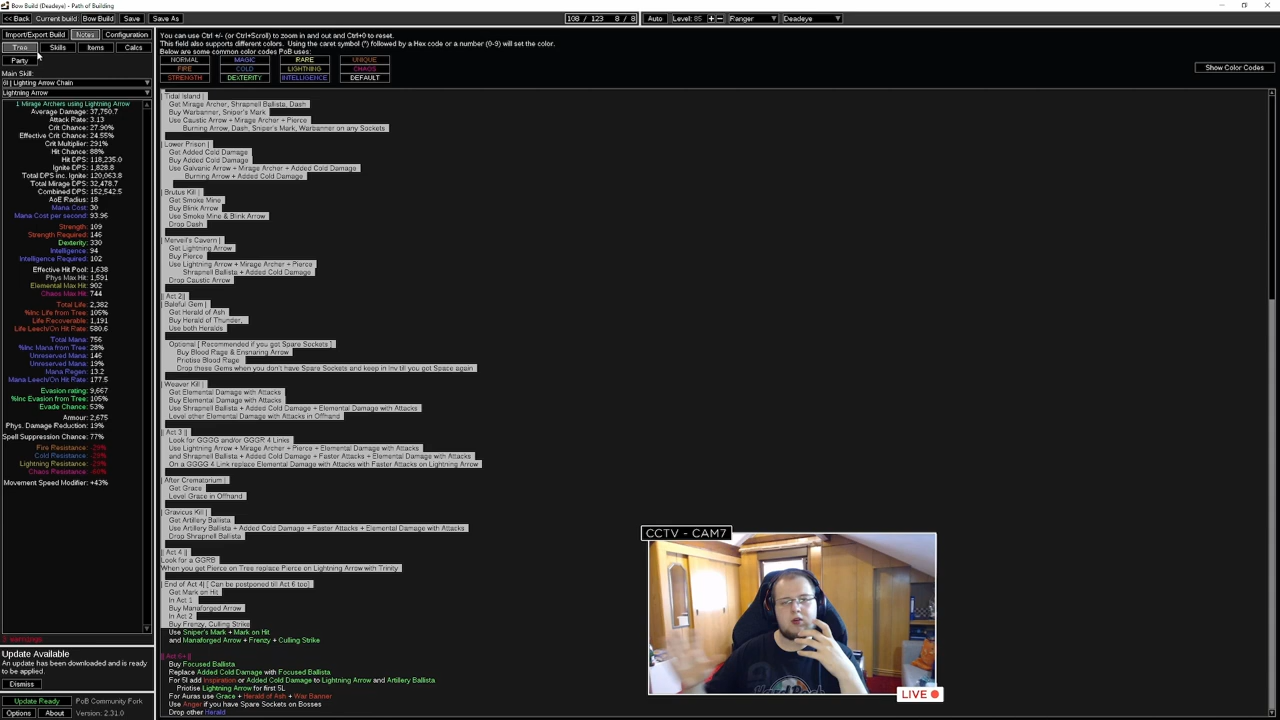 Bow Build (Deadeye) - Path of Building
<< Back Current build: Bow Build Save Save As 108 / 123 8 / 8 Auto Level: 85 + - Ranger Deadeye
Import/Export Build Notes Configuration
Tree Skills Items Calcs
Party
Main Skill:
6l | Lighting Arrow Chain
Lightning Arrow
1 Mirage Archers using Lightning Arrow
Average Damage: 37,750.7
Attack Rate: 3.13
Crit Chance: 27.90%
Effective Crit Chance: 24.55%
Crit Multiplier: 291%
Hit Chance: 88%
Hit DPS: 118,235.0
Ignite DPS: 1,828.8
Total DPS inc. Ignite: 120,063.8
Total Mirage DPS: 32,478.7
Combined DPS: 152,542.5
AoE Radius: 18
Mana Cost: 30
Mana Cost per second: 93.96
Strength: 109
Strength Required: 146
Dexterity: 330
Intelligence: 94
Intelligence Required: 102
Effective Hit Pool: 1,638
Phys Max Hit: 1,591
Elemental Max Hit: 902
Chaos Max Hit: 744
Total Life: 2,382
%Inc Life from Tree: 105%
Life Recoverable: 1,191
Life Leech/On Hit Rate: 580.6
Total Mana: 756
%Inc Mana from Tree: 28%
Unreserved Mana: 146
Unreserved Mana: 19%
Mana Regen: 13.2
Mana Leech/On Hit Rate: 177.5
Evasion rating: 9,667
%Inc Evasion from Tree: 105%
Evade Chance: 53%
Armour: 2,675
Phys. Damage Reduction: 19%
Spell Suppression Chance: 77%
Fire Resistance:
Cold Resistance:
Lightning Resistance:
Chaos Resistance:
Movement Speed Modifier: +43%
Update Available
An update has been downloaded and is ready
to be applied.
Dismiss
Update Ready PoB Community Fork
Options About Version: 2.31.0
You can use Ctrl +/- (or Ctrl+Scroll) to zoom in and out and Ctrl+0 to reset.
This field also supports different colors. Using the caret symbol (^) followed by a Hex code or a number (0-9) will set the color.
Below are some common color codes PoB uses:
NORMAL MAGIC RARE UNIQUE
FIRE COLD LIGHTNING CHAOS
STRENGTH DEXTERITY INTELLIGENCE DEFAULT
Show Color Codes
| Tidal Island |
Get Mirage Archer, Shrapnell Ballista, Dash
Buy Warbanner, Sniper's Mark
Use Caustic Arrow + Mirage Archer + Pierce
Burning Arrow, Dash, Sniper's Mark, Warbanner on any Sockets
| Lower Prison |
Get Added Cold Damage
Buy Added Cold Damage
Use Galvanic Arrow + Mirage Archer + Added Cold Damage
Burning Arrow + Added Cold Damage
| Brutus Kill |
Get Smoke Mine
Buy Blink Arrow
Use Smoke Mine & Blink Arrow
Drop Dash
| Merveil's Cavern |
Get Lightning Arrow
Buy Pierce
Use Lightning Arrow + Mirage Archer + Pierce
Shrapnell Ballista + Added Cold Damage
Drop Caustic Arrow
|| Act 2||
Baleful Gem |
Get Herald of Ash
Buy Herald of Thunder,
Use both Heralds
Optional [ Recommended if you got Spare Sockets ]
Buy Blood Rage & Ensnaring Arrow
Priotise Blood Rage
Drop these Gems when you don't have Spare Sockets and keep in Inv till you got Space again
| Weaver Kill |
Get Elemental Damage with Attacks
Buy Elemental Damage with Attacks
Use Shrapnell Ballista + Added Cold Damage + Elemental Damage with Attacks
Level other Elemental Damage with Attacks in Offhand
|| Act 3 ||
Look for GGGG and/or GGGR 4 Links
Use Lightning Arrow + Mirage Archer + Pierce + Elemental Damage with Attacks
and Shrapnell Ballista + Added Cold Damage + Faster Attacks + Elemental Damage with Attacks
On a GGGG 4 Link replace Elemental Damage with Attacks with Faster Attacks on Lightning Arrow
| After Crematorium |
Get Grace
Level Grace in Offhand
| Gravicus Kill |
Get Artillery Ballista
Use Artillery Ballista + Added Cold Damage + Faster Attacks + Elemental Damage with Attacks
Drop Shrapnell Ballista
|| Act 4 ||
Look for a GGRB
When you get Pierce on Tree replace Pierce on Lightning Arrow with Trinity
| End of Act 4| [ Can be postponed till Act 6 too]
Get Mark on Hit
In Act 1
Buy Manaforged Arrow
In Act 2
Buy Frenzy, Culling Strike
Use Sniper's Mark + Mark on Hit
and Manaforged Arrow + Frenzy + Culling Strike
|| Act 6+||
Buy Focused Ballista
Replace Added Cold Damage with Focused Ballista
For 5l add Inspiration or Added Cold Damage to Lightning Arrow and Artillery Ballista
Priotise Lightning Arrow for first 5L
For Auras use Grace + Herald of Ash + War Banner
Use Anger if you have Spare Sockets on Bosses
Drop other Herald
CCTV - CAM7
LIVE